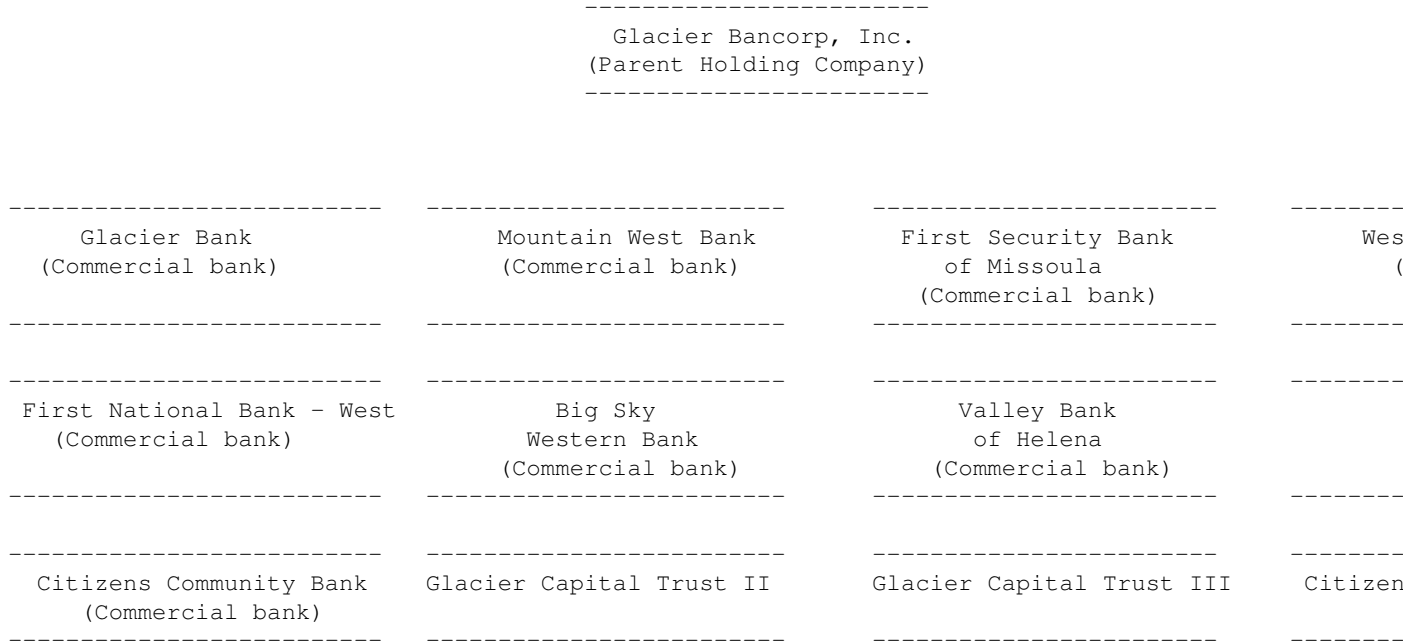 Glacier Bancorp, Inc.
(Parent Holding Company)
Glacier Bank Mountain West Bank First Security Bank
(Commercial bank) (Commercial bank) of Missoula
(Commercial bank)
First National Bank - West Big Sky Valley Bank
(Commercial bank) Western Bank of Helena
(Commercial bank) (Commercial bank)
Citizens Community Bank Glacier Capital Trust II Glacier Capital Trust III
(Commercial bank)